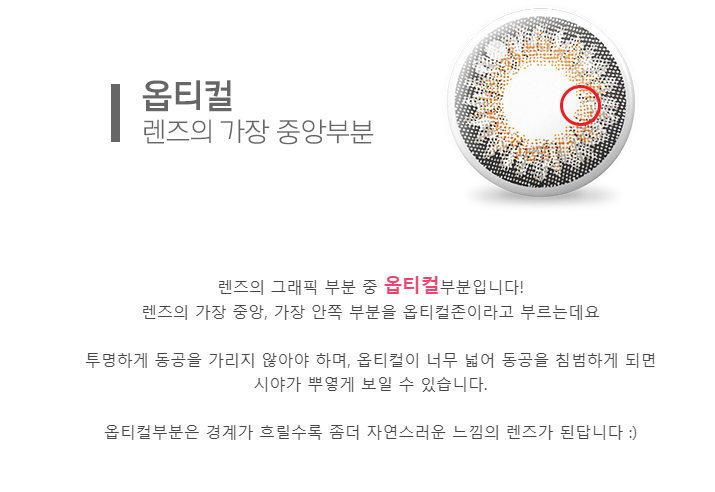 옵티컬
렌즈의 가장 중앙부분
렌즈의 그래픽 부분 중 옵티컬부분입니다!
렌즈의 가장 중앙, 가장 안쪽 부분을 옵티컬존이라고 부르는데요
투명하게 동공을 가리지 않아야 하며, 옵티컬이 너무 넓어 동공을 침범하게 되면
시야가 뿌옇게 보일 수 있습니다.
옵티컬부분은 경계가 흐릴수록 좀더 자연스러운 느낌의 렌즈가 된답니다 :)